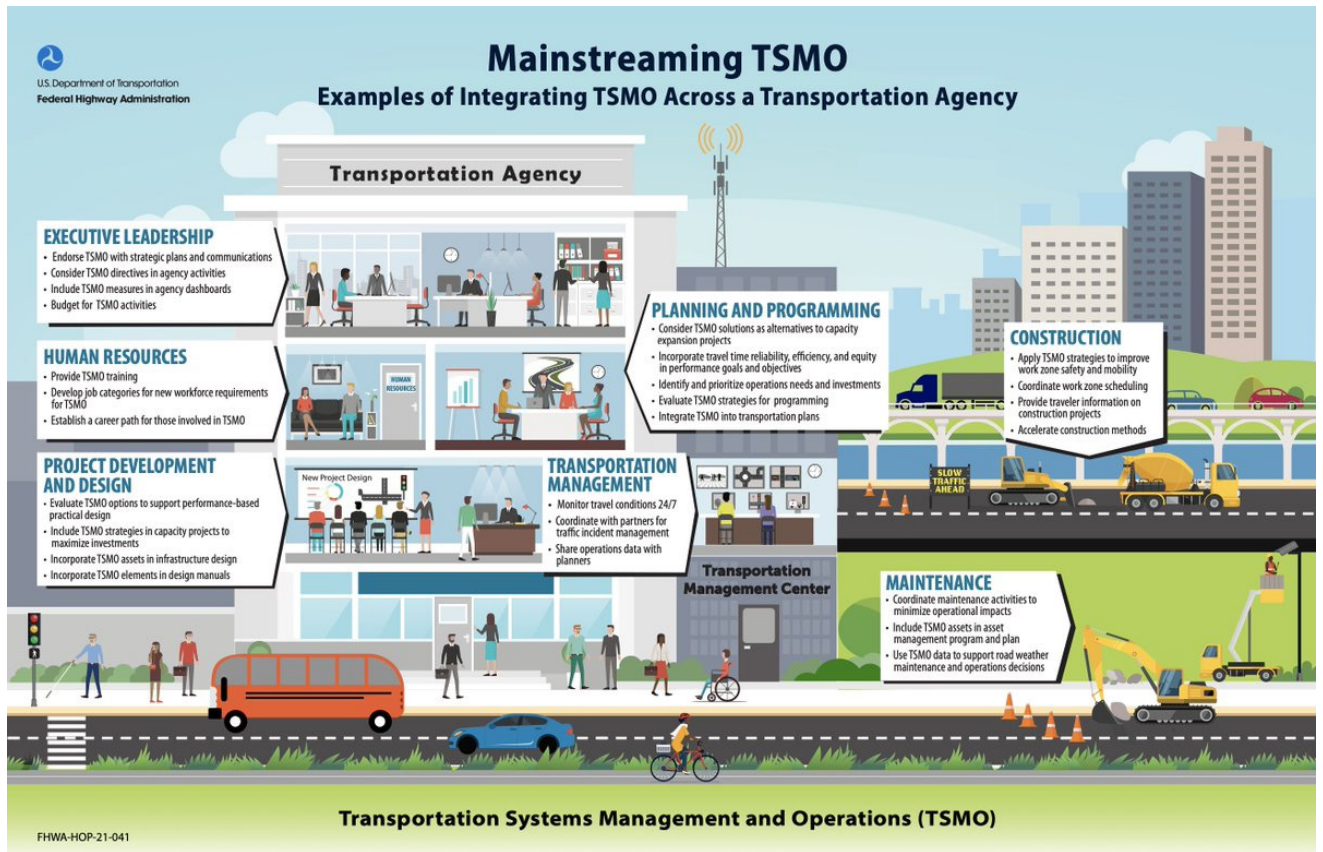 U.S. Department of Transportation
Federal Highway Administration
Mainstreaming TSMO
Examples of Integrating TSMO Across a Transportation Agency
Transportation Agency
EXECUTIVE LEADERSHIP
• Endorse TSMO with strategic plans and communications
• Consider TSMO directives in agency activities
• Include TSMO measures in agency dashboards
• Budget for TSMO activities
HUMAN RESOURCES
• Provide TSMO training
• Develop job categories for new workforce requirements
for TSMO
• Establish a career path for those involved in TSMO
HUMAN
RESOURCES
PROJECT DEVELOPMENT
AND DESIGN
• Evaluate TSMO options to support performance-based
practical design
• Include TSMO strategies in capacity projects to
maximize investments
• Incorporate TSMO assets in infrastructure design
• Incorporate TSMO elements in design manuals
New Project Design
TRANSPORTATION
MANAGEMENT
• Monitor travel conditions 24/7
• Coordinate with partners for
traffic incident management
• Share operations data with
planners
PLANNING AND PROGRAMMING
• Consider TSMO solutions as alternatives to capacity
expansion projects
• Incorporate travel time reliability, efficiency, and equity
in performance goals and objectives
• Identify and prioritize operations needs and investments
• Evaluate TSMO strategies for programming
• Integrate TSMO into transportation plans
Transportation
Management Center
CONSTRUCTION
• Apply TSMO strategies to improve
work zone safety and mobility
• Coordinate work zone scheduling
• Provide traveler information on
construction projects
• Accelerate construction methods
SLOW
TRAFFIC
AHEAD
MAINTENANCE
• Coordinate maintenance activities to
minimize operational impacts
• Include TSMO assets in asset
management program and plan
• Use TSMO data to support road weather
maintenance and operations decisions
Transportation Systems Management and Operations (TSMO)
FHWA-HOP-21-041